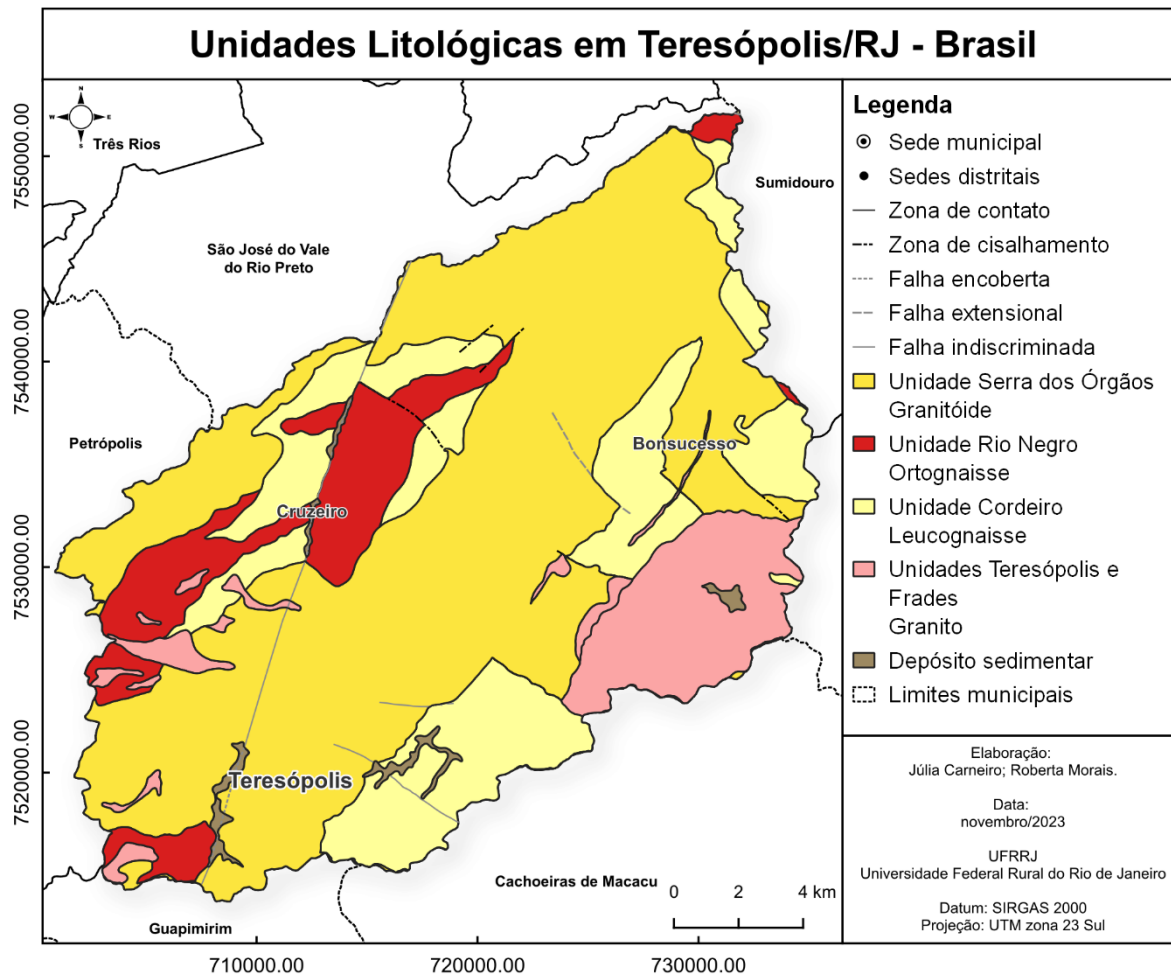 Unidades Litológicas em Teresópolis/RJ - Brasil
N
W E
S
Três Rios
Sumidouro
São José do Vale
do Rio Preto
Petrópolis
Bonsucesso
Cruzeiro
Teresópolis
Cachoeiras de Macacu
Guapimirim
0 2 4 km
7550000.00
7540000.00
7530000.00
7520000.00
710000.00 720000.00 730000.00
Legenda
Sede municipal
Sedes distritais
Zona de contato
Zona de cisalhamento
Falha encoberta
Falha extensional
Falha indiscriminada
Unidade Serra dos Órgãos
Granitóide
Unidade Rio Negro
Ortognaisse
Unidade Cordeiro
Leucognaisse
Unidades Teresópolis e
Frades
Granito
Depósito sedimentar
Limites municipais
Elaboração:
Júlia Carneiro; Roberta Morais.
Data:
novembro/2023
UFRRJ
Universidade Federal Rural do Rio de Janeiro
Datum: SIRGAS 2000
Projeção: UTM zona 23 Sul